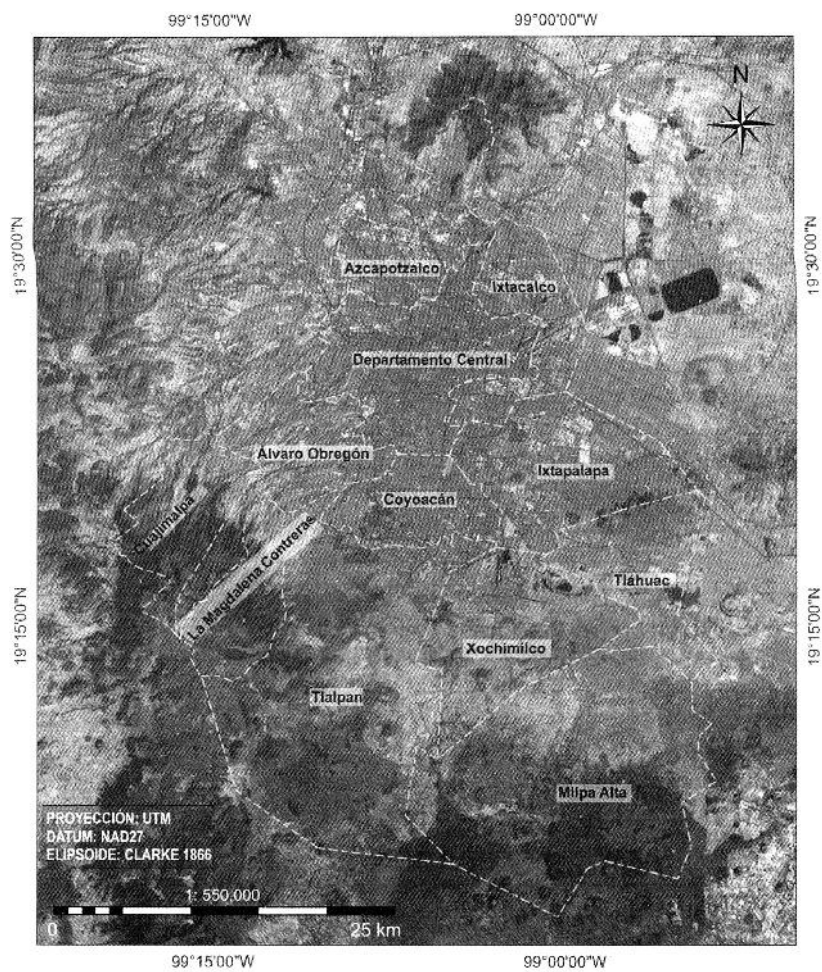 99°15'00"W
99°00'00"W
N
19°30'00"N
19°30'00"N
Azcapotzalco
Ixtacalco
Departamento Central
Alvaro Obregón
Ixtapalapa
Coyoacán
Cuajimalpa
La Magdalena Contreras
Tláhuac
19°15'00"N
19°15'00"N
Xochimilco
Tlalpan
Milpa Alta
PROYECCIÓN: UTM
DATUM: NAD27
ELIPSOIDE: CLARKE 1866
1: 550,000
0
25 km
99°15'00"W
99°00'00"W